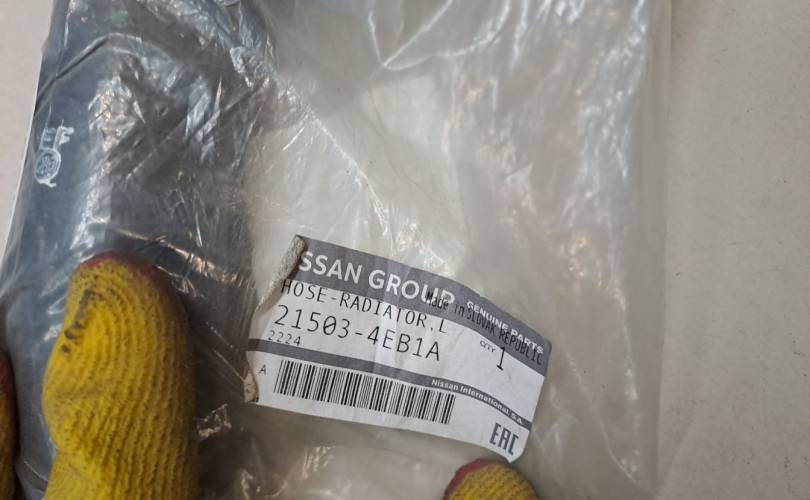 SSAN GROUP GENUINE PARTS
Made in SLOVAK REPUBLIC
HOSE-RADIATOR,L
21503-4EB1A
QTY 1
2224
A
Nissan International S.A.
EAC